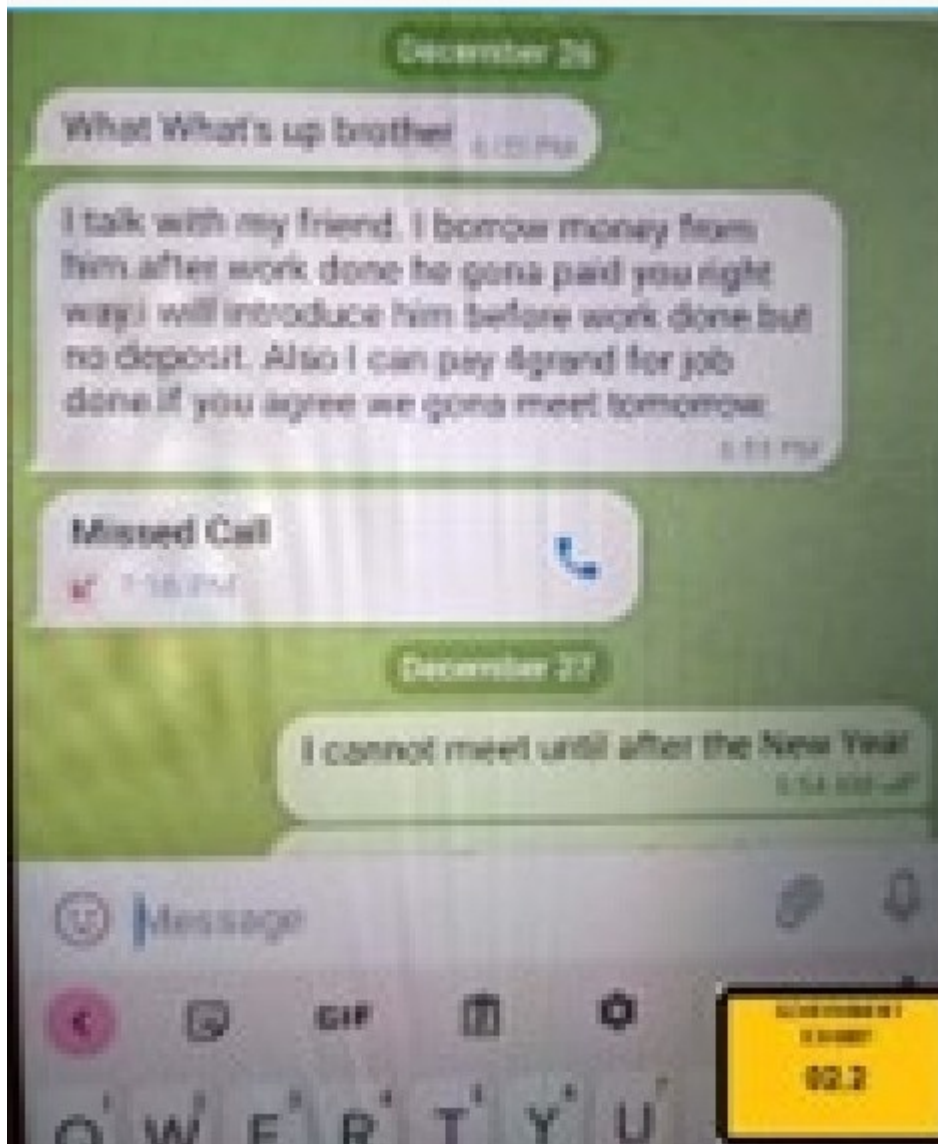 December 26
What What's up brother
I talk with my friend. I borrow money from
him.after work done he gona paid you right
way.i will introduce him before work done.but
no deposit. Also I can pay 4grand for job
done.if you agree we gona meet tomorrow
Missed Call
December 27
I cannot meet until after the New Year
Message
GIF
Q W E R T Y U
GOVERNMENT
EXHIBIT
02.2